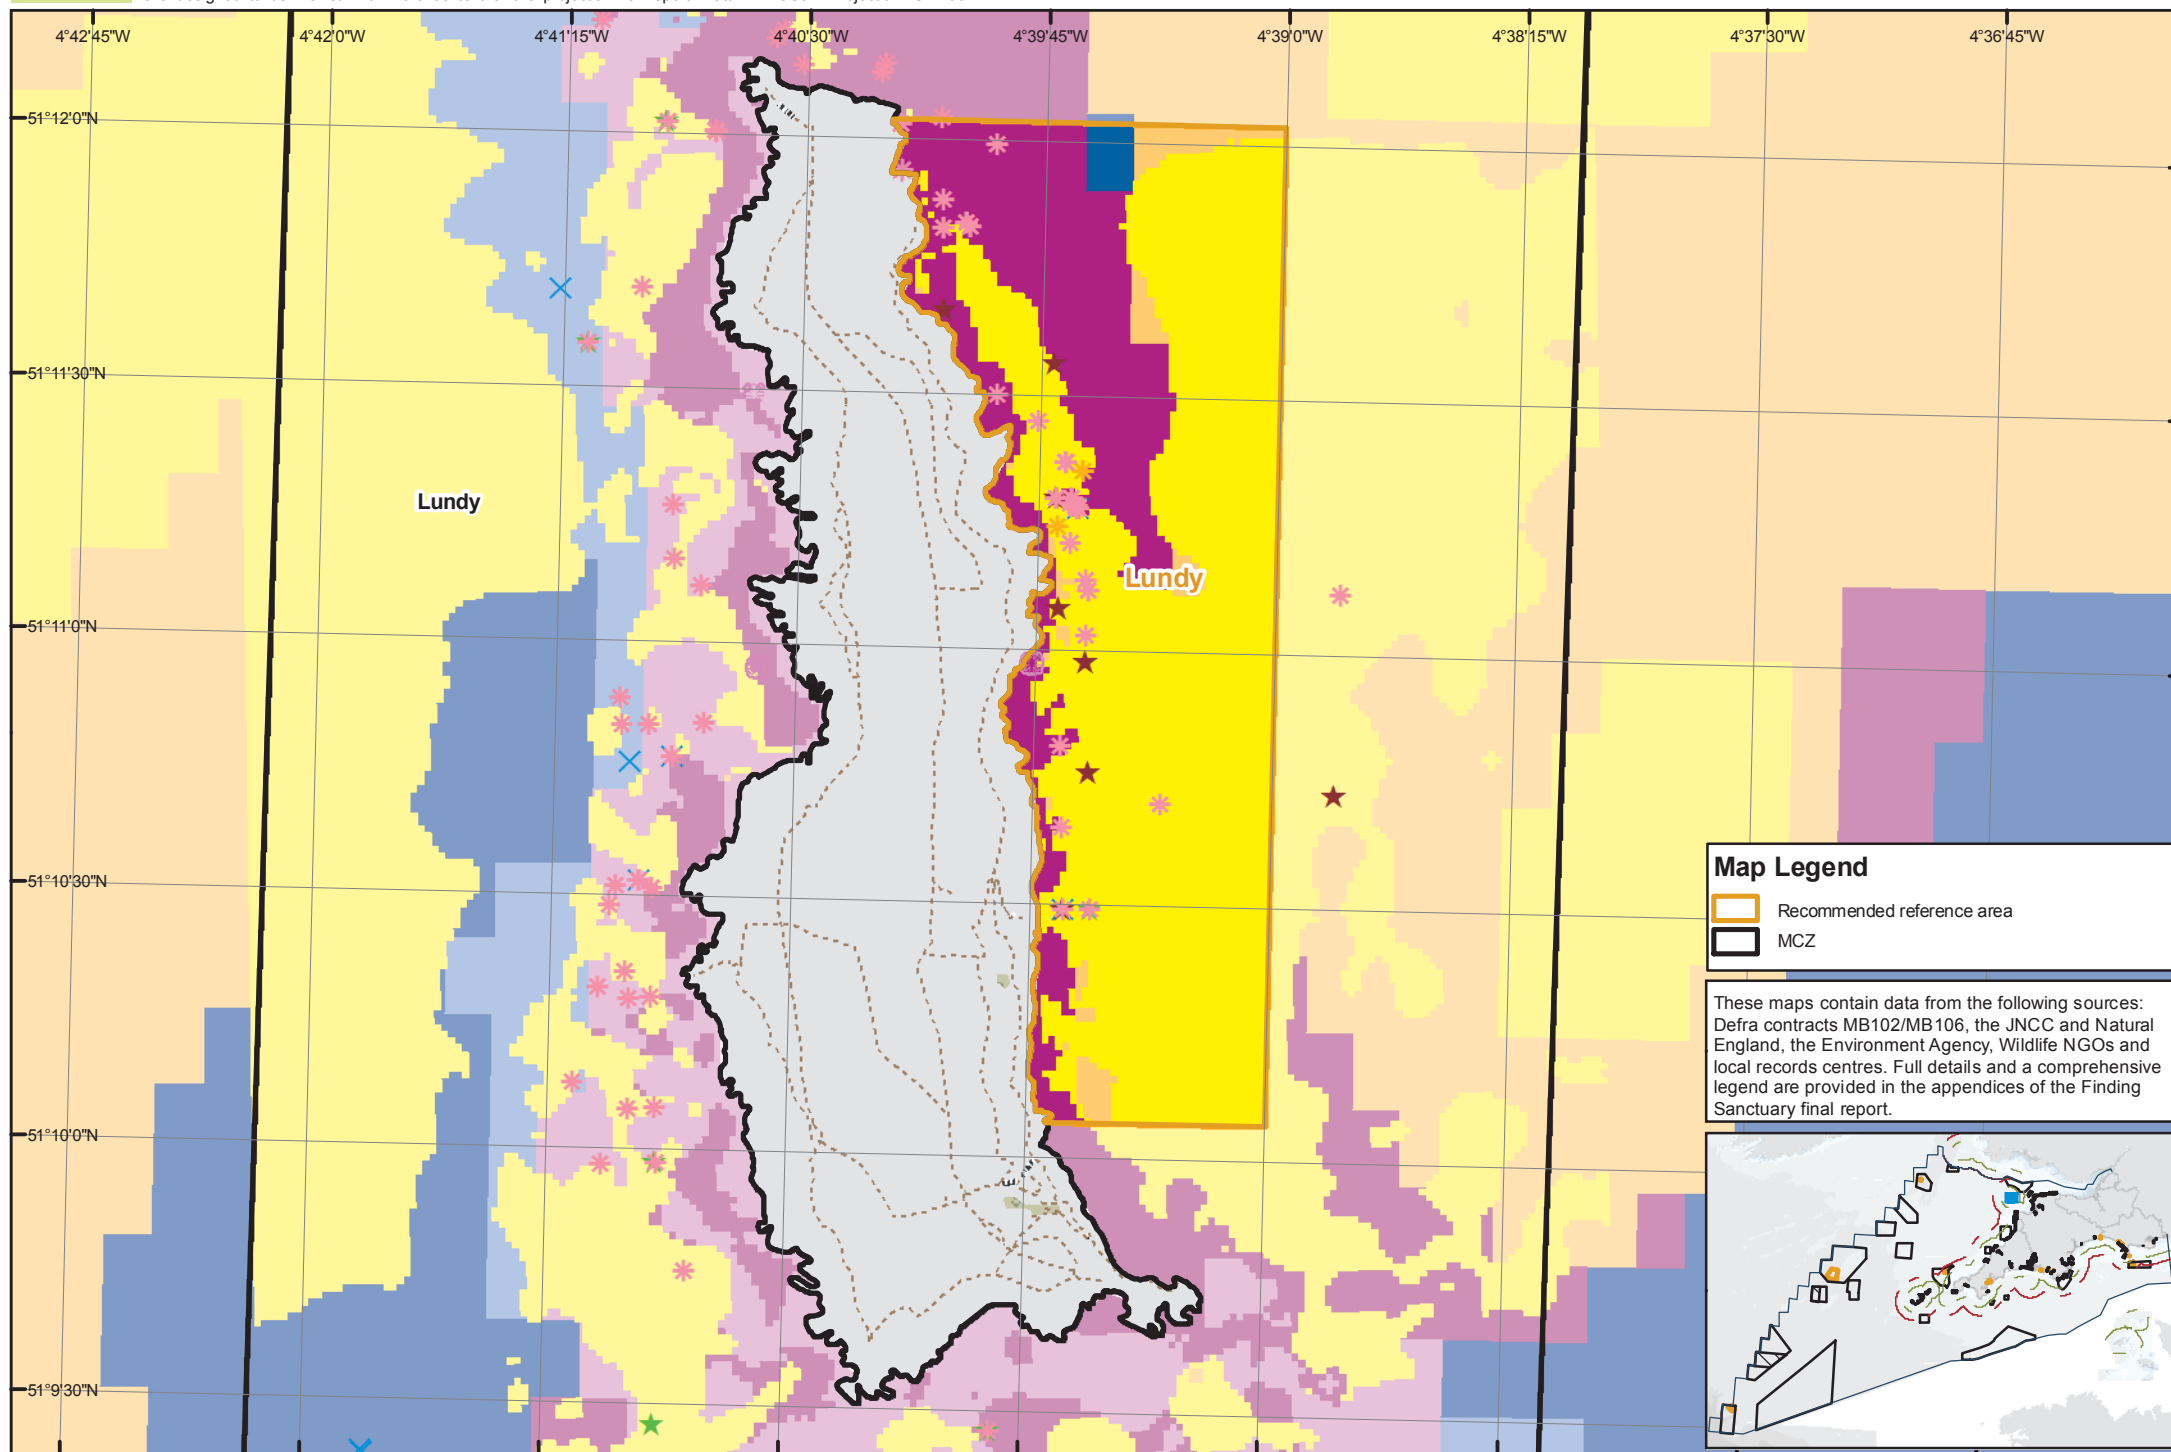 4°42'45"W 4°42'0"W 4°41'15"W 4°40'30"W 4°39'45"W 4°39'0"W 4°38'15"W 4°37'30"W 4°36'45"W
51°12'0"N
51°11'30"N
Lundy
Lundy
51°11'0"N
51°10'30"N
51°10'0"N
51°9'30"N
Map Legend
Recommended reference area
MCZ
These maps contain data from the following sources:
Defra contracts MB102/MB106, the JNCC and Natural
England, the Environment Agency, Wildlife NGOs and
local records centres. Full details and a comprehensive
legend are provided in the appendices of the Finding
Sanctuary final report.